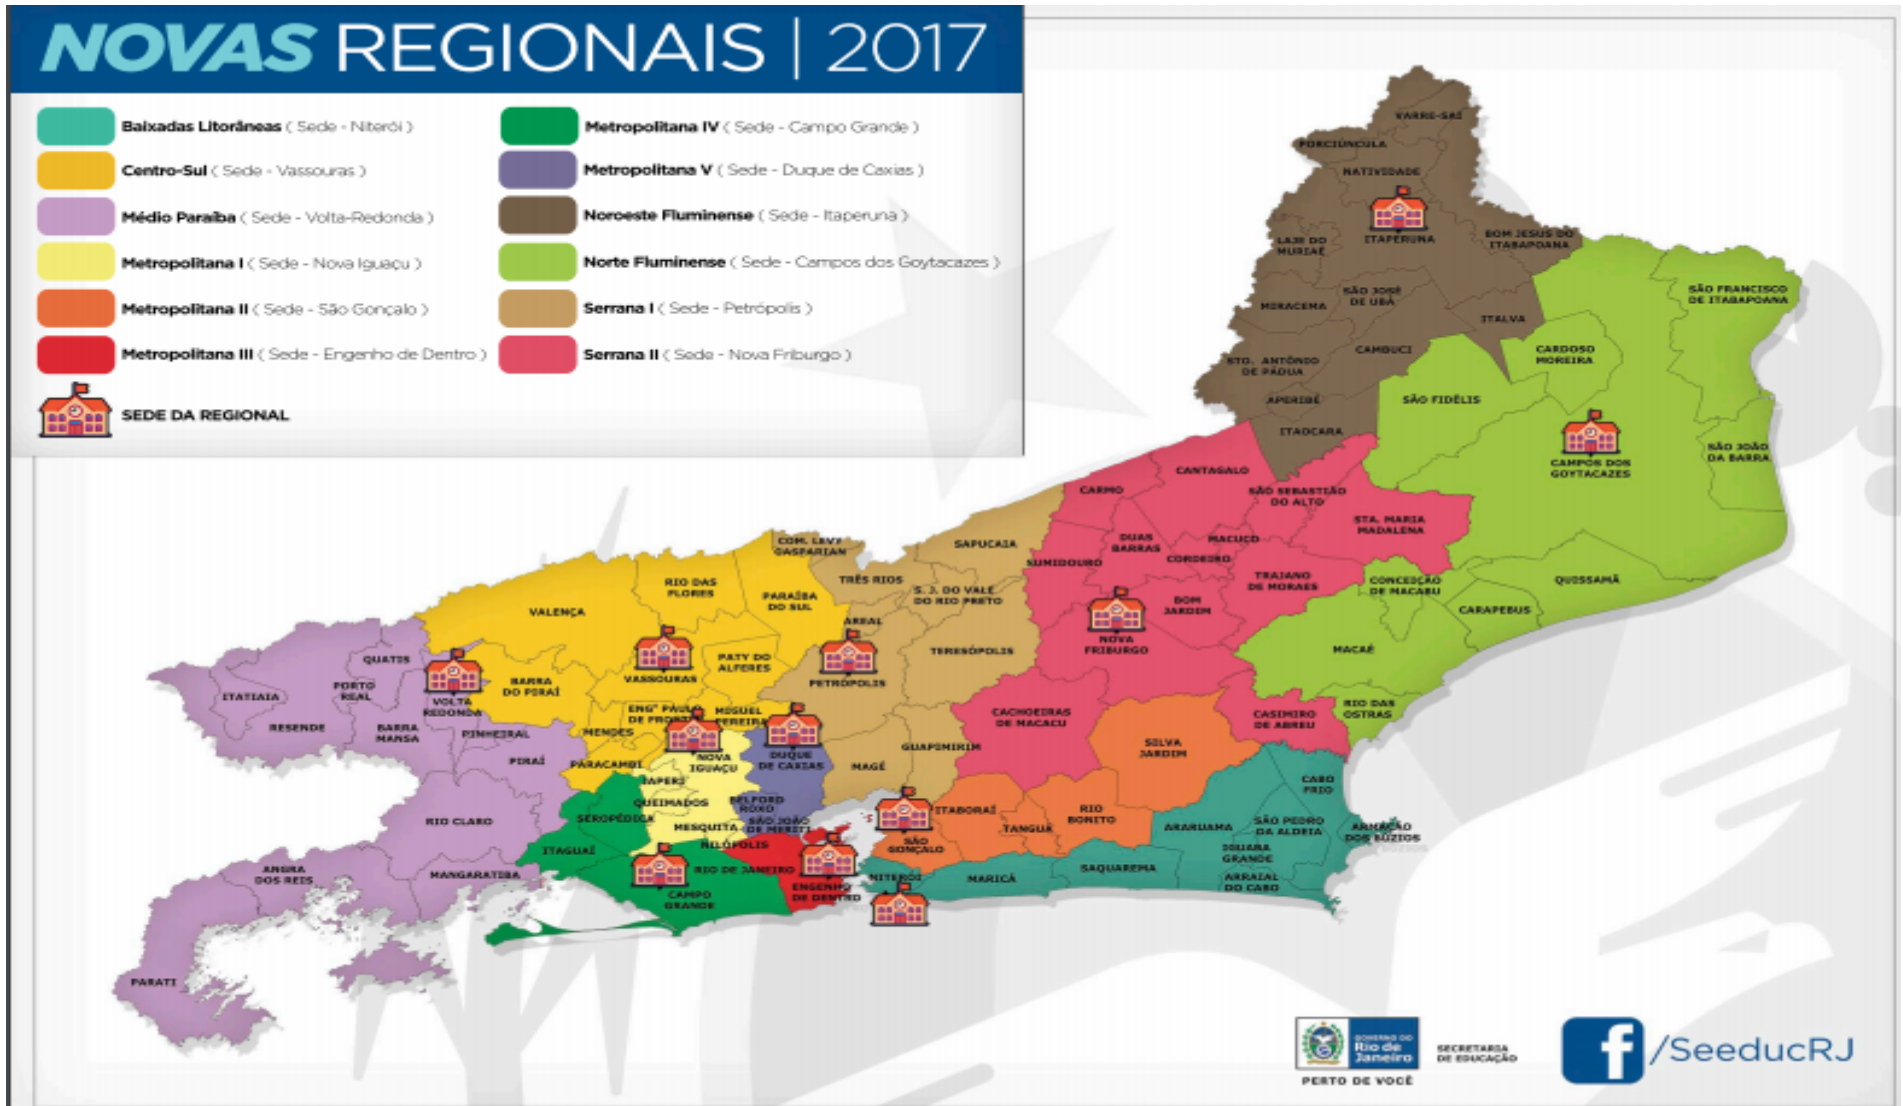 NOVAS REGIONAIS | 2017
Baixadas Litorâneas ( Sede - Niterói )
Centro-Sul ( Sede - Vassouras )
Médio Paraíba ( Sede - Volta-Redonda )
Metropolitana I ( Sede - Nova Iguaçu )
Metropolitana II ( Sede - São Gonçalo )
Metropolitana III ( Sede - Engenho de Dentro )
SEDE DA REGIONAL
Metropolitana IV ( Sede - Campo Grande )
Metropolitana V ( Sede - Duque de Caxias )
Noroeste Fluminense ( Sede - Itaperuna )
Norte Fluminense ( Sede - Campos dos Goytacazes )
Serrana I ( Sede - Petrópolis )
Serrana II ( Sede - Nova Friburgo )
VARRE-SAI
PORCIÚNCULA
NATIVIDADE
ITAPERUNA
BOM JESUS DO
ITABAPOANA
LAJE DO
MURIAÉ
SÃO JOSÉ
DE UBÁ
MIRACEMA
ITALVA
CAMBUCI
STO. ANTÔNIO
DE PÁDUA
APERIBÉ
ITAOCARA
SÃO FRANCISCO
DE ITABAPOANA
CARDOSO
MOREIRA
SÃO FIDÉLIS
CAMPOS DOS
GOYTACAZES
SÃO JOÃO
DA BARRA
QUISSAMÃ
CONCEIÇÃO
DE MACABU
CARAPEBUS
MACAÉ
RIO DAS
OSTRAS
CANTAGALO
CARMO
SÃO SEBASTIÃO
DO ALTO
STA. MARIA
MADALENA
DUAS
BARRAS
MACUCO
CORDEIRO
SUMIDOURO
TRAJANO
DE MORAES
BOM
JARDIM
NOVA
FRIBURGO
CACHOEIRAS
DE MACACU
CASIMIRO
DE ABREU
COM. LEVY
GASPARIAN
SAPUCAIA
TRÊS RIOS
S. J. DO VALE
DO RIO PRETO
AREAL
TERESÓPOLIS
PETRÓPOLIS
GUAPIMIRIM
MAGÉ
RIO DAS
FLORES
PARAÍBA
DO SUL
VALENÇA
PATY DO
ALFERES
VASSOURAS
BARRA
DO PIRAÍ
ENGº PAULO
DE FRONTIN
MIGUEL
PEREIRA
MENDES
PARACAMBI
QUATIS
ITATIAIA
PORTO
REAL
VOLTA
REDONDA
RESENDE
BARRA
MANSA
PINHEIRAL
PIRAÍ
RIO CLARO
ANGRA
DOS REIS
MANGARATIBA
PARATI
NOVA
IGUAÇU
JAPERI
QUEIMADOS
MESQUITA
NILÓPOLIS
DUQUE
DE CAXIAS
BELFORD
ROXO
SÃO JOÃO
DE MERITI
SEROPÉDICA
ITAGUAÍ
RIO DE JANEIRO
CAMPO
GRANDE
ENGENHO
DE DENTRO
SILVA
JARDIM
ITABORAÍ
TANGUÁ
RIO
BONITO
SÃO
GONÇALO
NITERÓI
MARICÁ
SAQUAREMA
ARARUAMA
SÃO PEDRO
DA ALDEIA
IGUABA
GRANDE
ARRAIAL
DO CABO
CABO
FRIO
ARMAÇÃO
DOS BÚZIOS
GOVERNO DO
Rio de
Janeiro
PERTO DE VOCÊ
SECRETARIA
DE EDUCAÇÃO
f /SeeducRJ